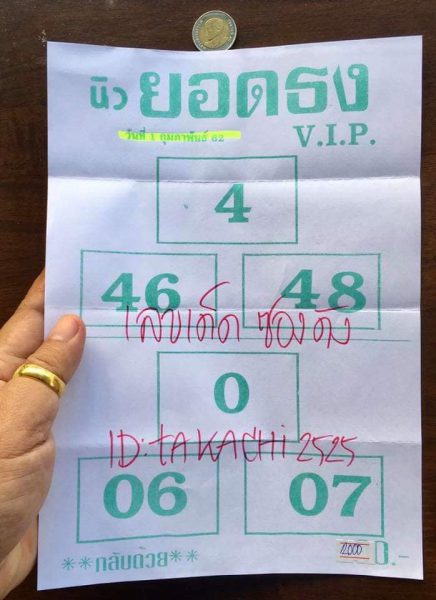 นิว ยอดธง
V.I.P.
วันที่ 1 กุมภาพันธ์ 62
4
46 48
เลขเด็ด ซองดัง
0
ID:tAKACHi 2525
06 07
**กลับด้วย**
12000 บ.-